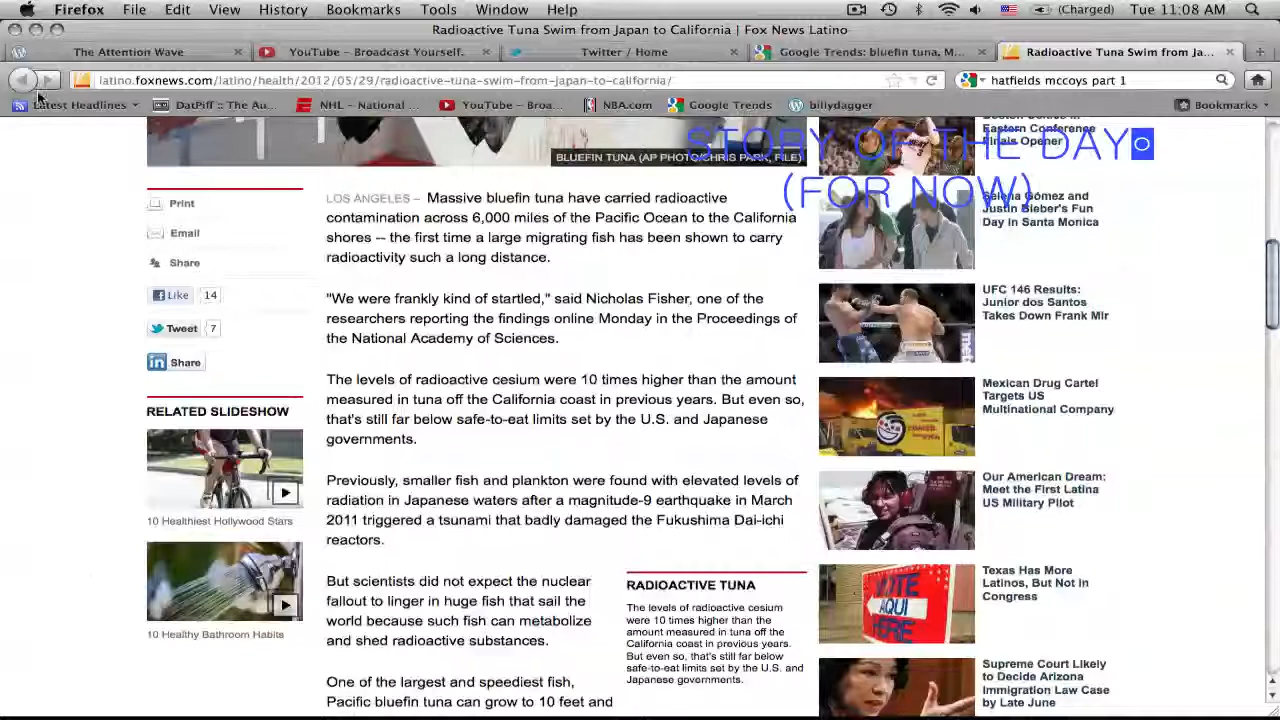 Firefox File Edit View History Bookmarks Tools Window Help (Charged) Tue 11:08 AM
Radioactive Tuna Swim from Japan to California | Fox News Latino
The Attention Wave YouTube – Broadcast Yourself. Twitter / Home Google Trends: bluefin tuna, M... Radioactive Tuna Swim from Ja...
latino.foxnews.com/latino/health/2012/05/29/radioactive-tuna-swim-from-japan-to-california/ hatfields mccoys part 1
Latest Headlines DatPiff :: The Au... NHL – National ... YouTube – Broa... NBA.com Google Trends billydagger Bookmarks
STORY OF THE DAY
(FOR NOW)
BLUEFIN TUNA (AP PHOTO/CHRIS PARK, FILE)
Print
Email
Share
Like 14
Tweet 7
Share
RELATED SLIDESHOW
10 Healthiest Hollywood Stars
10 Healthy Bathroom Habits
LOS ANGELES – Massive bluefin tuna have carried radioactive
contamination across 6,000 miles of the Pacific Ocean to the California
shores -- the first time a large migrating fish has been shown to carry
radioactivity such a long distance.
"We were frankly kind of startled," said Nicholas Fisher, one of the
researchers reporting the findings online Monday in the Proceedings of
the National Academy of Sciences.
The levels of radioactive cesium were 10 times higher than the amount
measured in tuna off the California coast in previous years. But even so,
that's still far below safe-to-eat limits set by the U.S. and Japanese
governments.
Previously, smaller fish and plankton were found with elevated levels of
radiation in Japanese waters after a magnitude-9 earthquake in March
2011 triggered a tsunami that badly damaged the Fukushima Dai-ichi
reactors.
But scientists did not expect the nuclear
fallout to linger in huge fish that sail the
world because such fish can metabolize
and shed radioactive substances.
One of the largest and speediest fish,
Pacific bluefin tuna can grow to 10 feet and
RADIOACTIVE TUNA
The levels of radioactive cesium
were 10 times higher than the
amount measured in tuna off the
California coast in previous years.
But even so, that's still far below
safe-to-eat limits set by the U.S. and
Japanese governments.
Eastern Conference
Finals Opener
Selena Gómez and
Justin Bieber's Fun
Day in Santa Monica
UFC 146 Results:
Junior dos Santos
Takes Down Frank Mir
Mexican Drug Cartel
Targets US
Multinational Company
Our American Dream:
Meet the First Latina
US Military Pilot
Texas Has More
Latinos, But Not in
Congress
VOTE
AQUI
HERE
Supreme Court Likely
to Decide Arizona
Immigration Law Case
by Late June